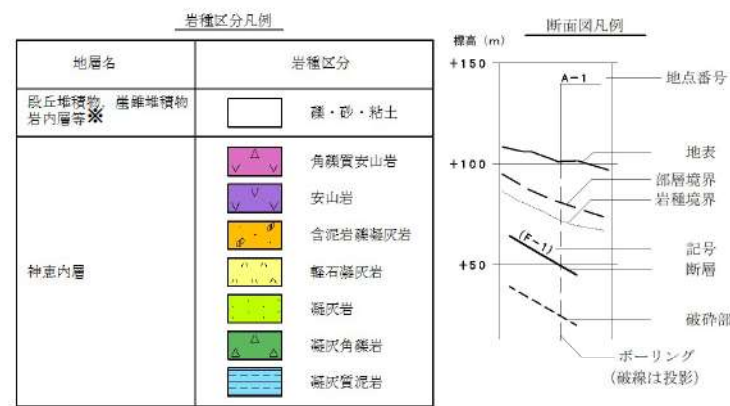 岩種区分凡例
地層名
岩種区分
段丘堆積物、崖錐堆積物
岩内層等※
礫・砂・粘土
神恵内層
角礫質安山岩
安山岩
含泥岩礫凝灰岩
軽石凝灰岩
凝灰岩
凝灰角礫岩
凝灰質泥岩
断面図凡例
標高（m）
+150
A-1
地点番号
+100
地表
部層境界
岩種境界
(F-1)
記号
+50
断層
破砕部
ボーリング
(破線は投影)